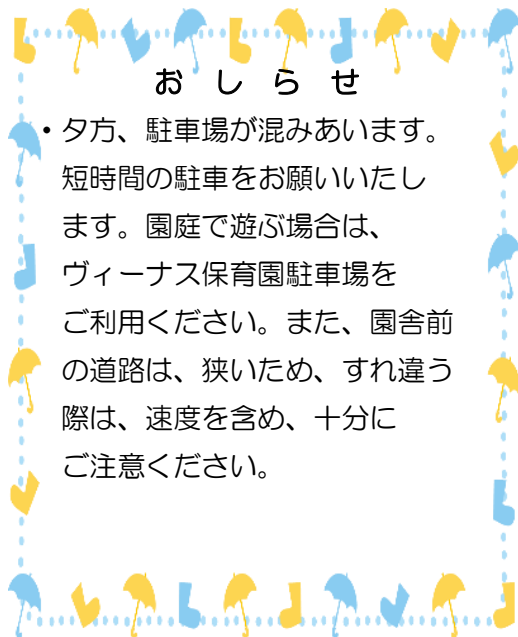 お し ら せ
・夕方、駐車場が混みあいます。
短時間の駐車をお願いいたし
ます。園庭で遊ぶ場合は、
ヴィーナス保育園駐車場を
ご利用ください。また、園舎前
の道路は、狭いため、すれ違う
際は、速度を含め、十分に
ご注意ください。